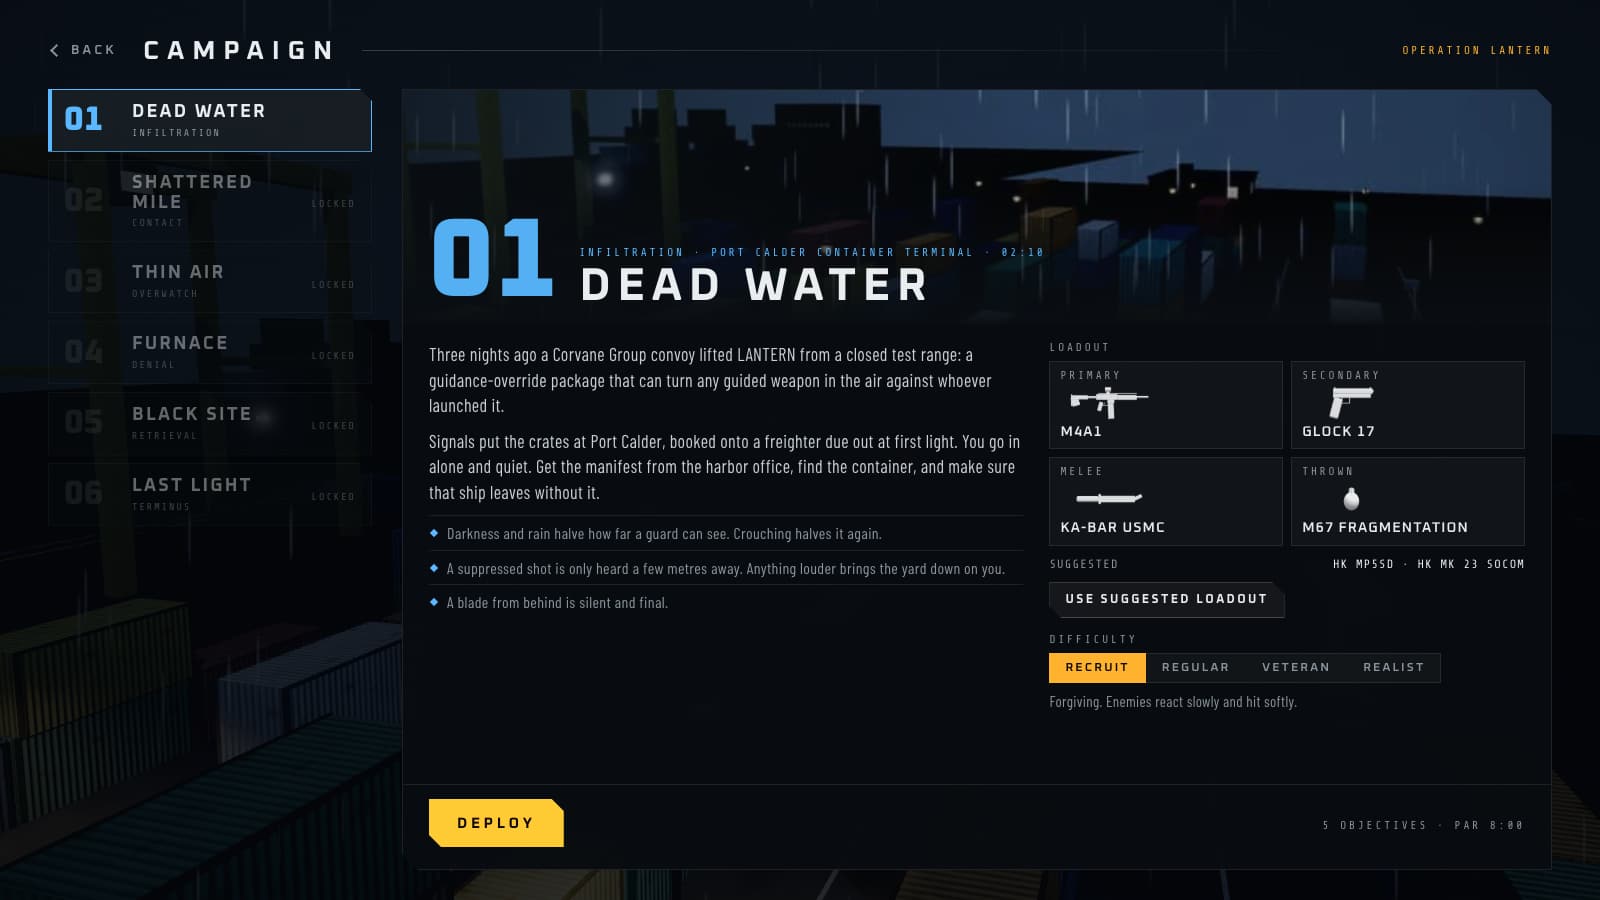 BACK
CAMPAIGN
OPERATION LANTERN
01
DEAD WATER
INFILTRATION
02
SHATTERED
MILE
CONTACT
LOCKED
03
THIN AIR
OVERWATCH
LOCKED
04
FURNACE
DENIAL
LOCKED
05
BLACK SITE
RETRIEVAL
LOCKED
06
LAST LIGHT
TERMINUS
LOCKED
01
INFILTRATION · PORT CALDER CONTAINER TERMINAL · 02:10
DEAD WATER
Three nights ago a Corvane Group convoy lifted LANTERN from a closed test range: a
guidance-override package that can turn any guided weapon in the air against whoever
launched it.
Signals put the crates at Port Calder, booked onto a freighter due out at first light. You go in
alone and quiet. Get the manifest from the harbor office, find the container, and make sure
that ship leaves without it.
Darkness and rain halve how far a guard can see. Crouching halves it again.
A suppressed shot is only heard a few metres away. Anything louder brings the yard down on you.
A blade from behind is silent and final.
LOADOUT
PRIMARY
M4A1
SECONDARY
GLOCK 17
MELEE
KA-BAR USMC
THROWN
M67 FRAGMENTATION
SUGGESTED
HK MP5SD · HK MK 23 SOCOM
USE SUGGESTED LOADOUT
DIFFICULTY
RECRUIT REGULAR VETERAN REALIST
Forgiving. Enemies react slowly and hit softly.
DEPLOY
5 OBJECTIVES · PAR 8:00